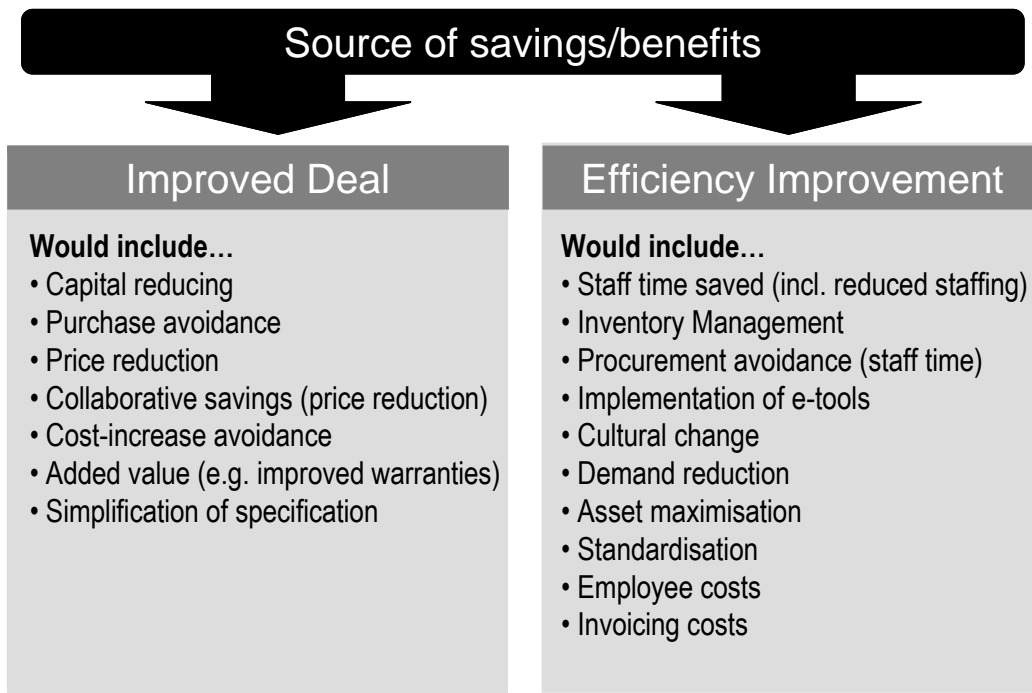 Source of savings/benefits
Improved Deal
Would include…
• Capital reducing
• Purchase avoidance
• Price reduction
• Collaborative savings (price reduction)
• Cost-increase avoidance
• Added value (e.g. improved warranties)
• Simplification of specification
Efficiency Improvement
Would include…
• Staff time saved (incl. reduced staffing)
• Inventory Management
• Procurement avoidance (staff time)
• Implementation of e-tools
• Cultural change
• Demand reduction
• Asset maximisation
• Standardisation
• Employee costs
• Invoicing costs